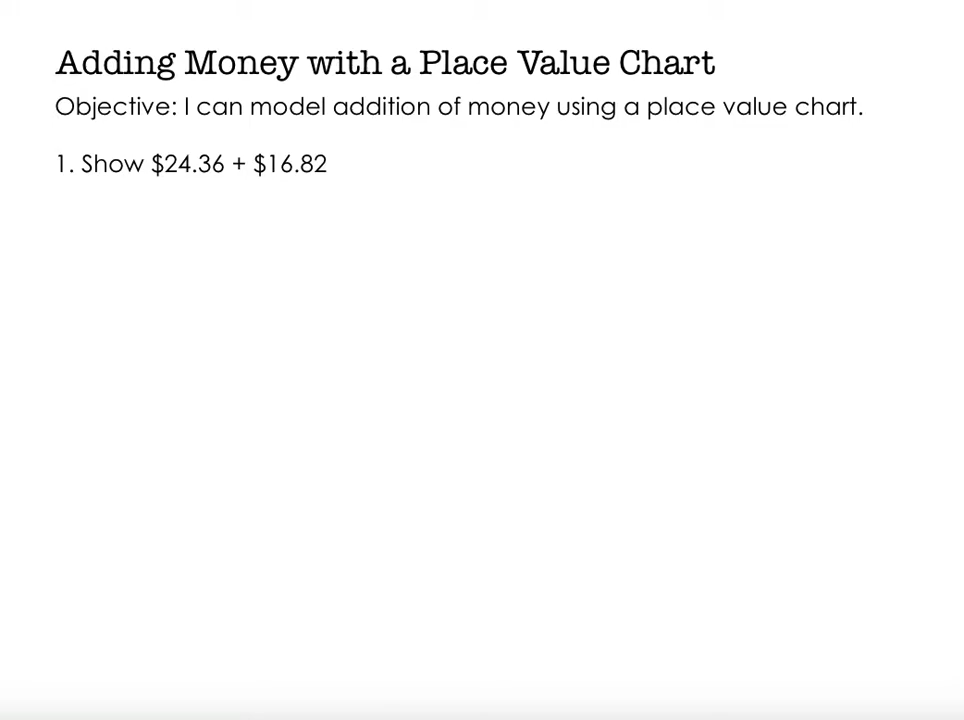 Adding Money with a Place Value Chart
Objective: I can model addition of money using a place value chart.
1. Show $24.36 + $16.82